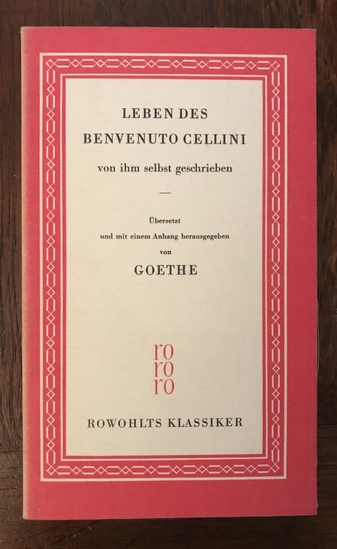 LEBEN DES
BENVENUTO CELLINI
von ihm selbst geschrieben
Übersetzt
und mit einem Anhang herausgegeben
von
GOETHE
ro
ro
ro
ROWOHLTS KLASSIKER